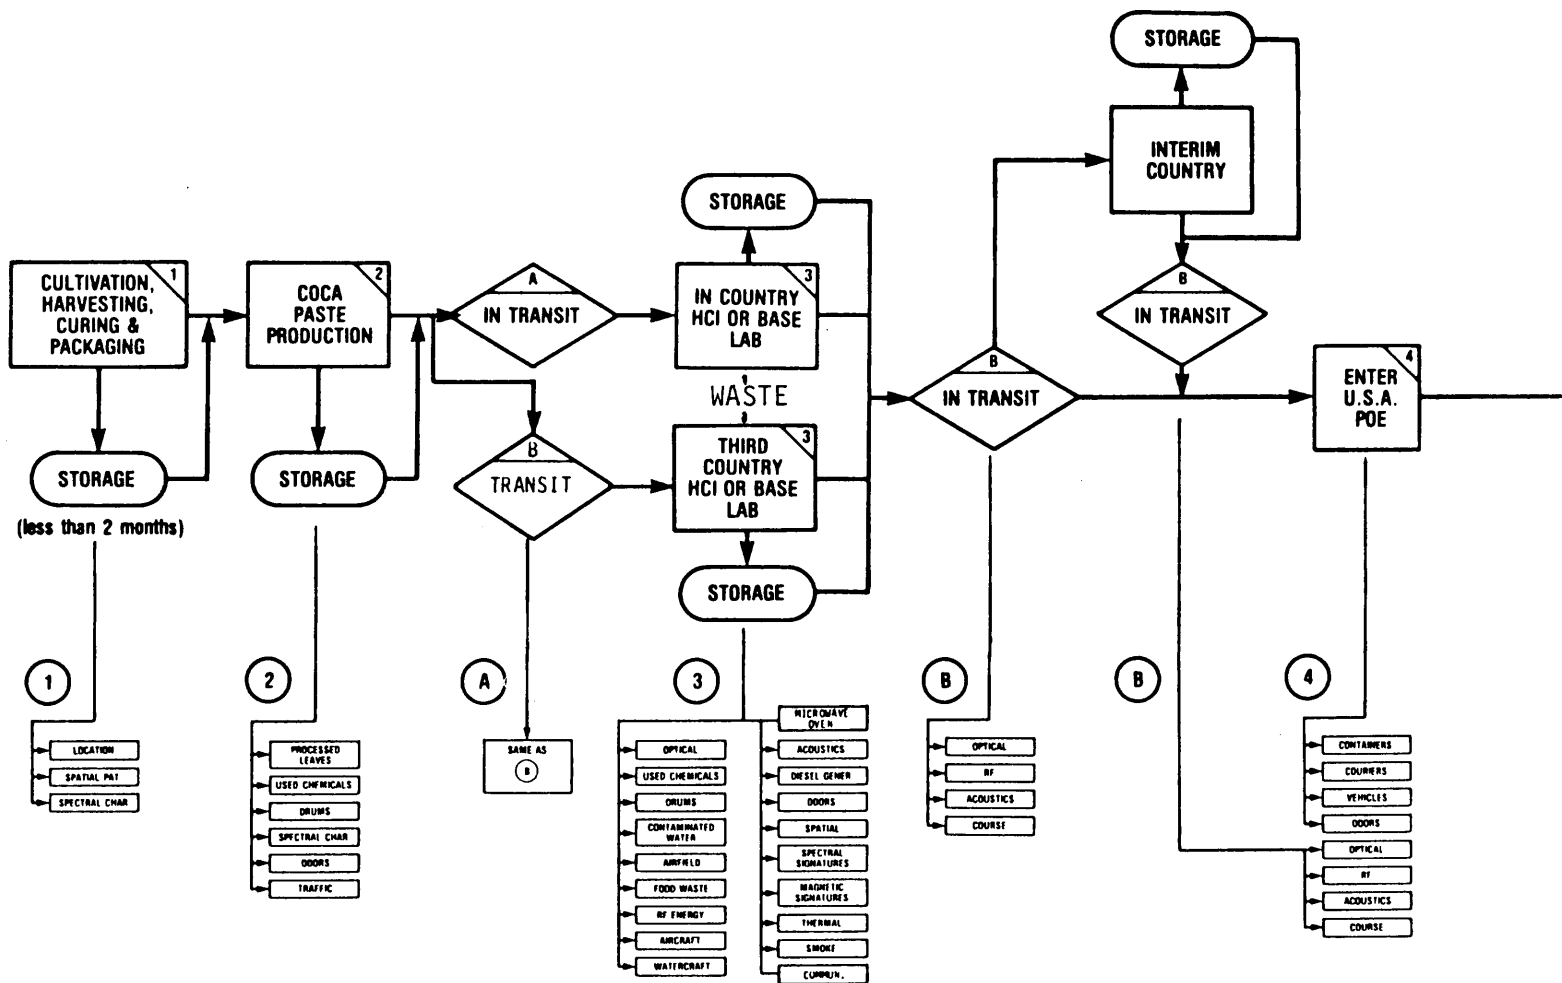 STORAGE
INTERIM
COUNTRY
B
IN TRANSIT
STORAGE
1
CULTIVATION,
HARVESTING,
CURING &
PACKAGING
STORAGE
(less than 2 months)
2
COCA
PASTE
PRODUCTION
STORAGE
A
IN TRANSIT
B
TRANSIT
3
IN COUNTRY
HCl OR BASE
LAB
WASTE
3
THIRD
COUNTRY
HCl OR BASE
LAB
STORAGE
B
IN TRANSIT
4
ENTER
U.S.A.
POE
1
LOCATION
SPATIAL PAT
SPECTRAL CHAR
2
PROCESSED
LEAVES
USED CHEMICALS
DRUMS
SPECTRAL CHAR
ODORS
TRAFFIC
A
SAME AS
B
3
OPTICAL
USED CHEMICALS
DRUMS
CONTAMINATED
WATER
AIRFIELD
FOOD WASTE
RF ENERGY
AIRCRAFT
WATERCRAFT
MICROWAVE
OVEN
ACOUSTICS
DIESEL GENER
ODORS
SPATIAL
SPECTRAL
SIGNATURES
MAGNETIC
SIGNATURES
THERMAL
SMOKE
COMMUN.
B
OPTICAL
RF
ACOUSTICS
COURSE
B
4
CONTAINERS
COURIERS
VEHICLES
ODORS
OPTICAL
RF
ACOUSTICS
COURSE